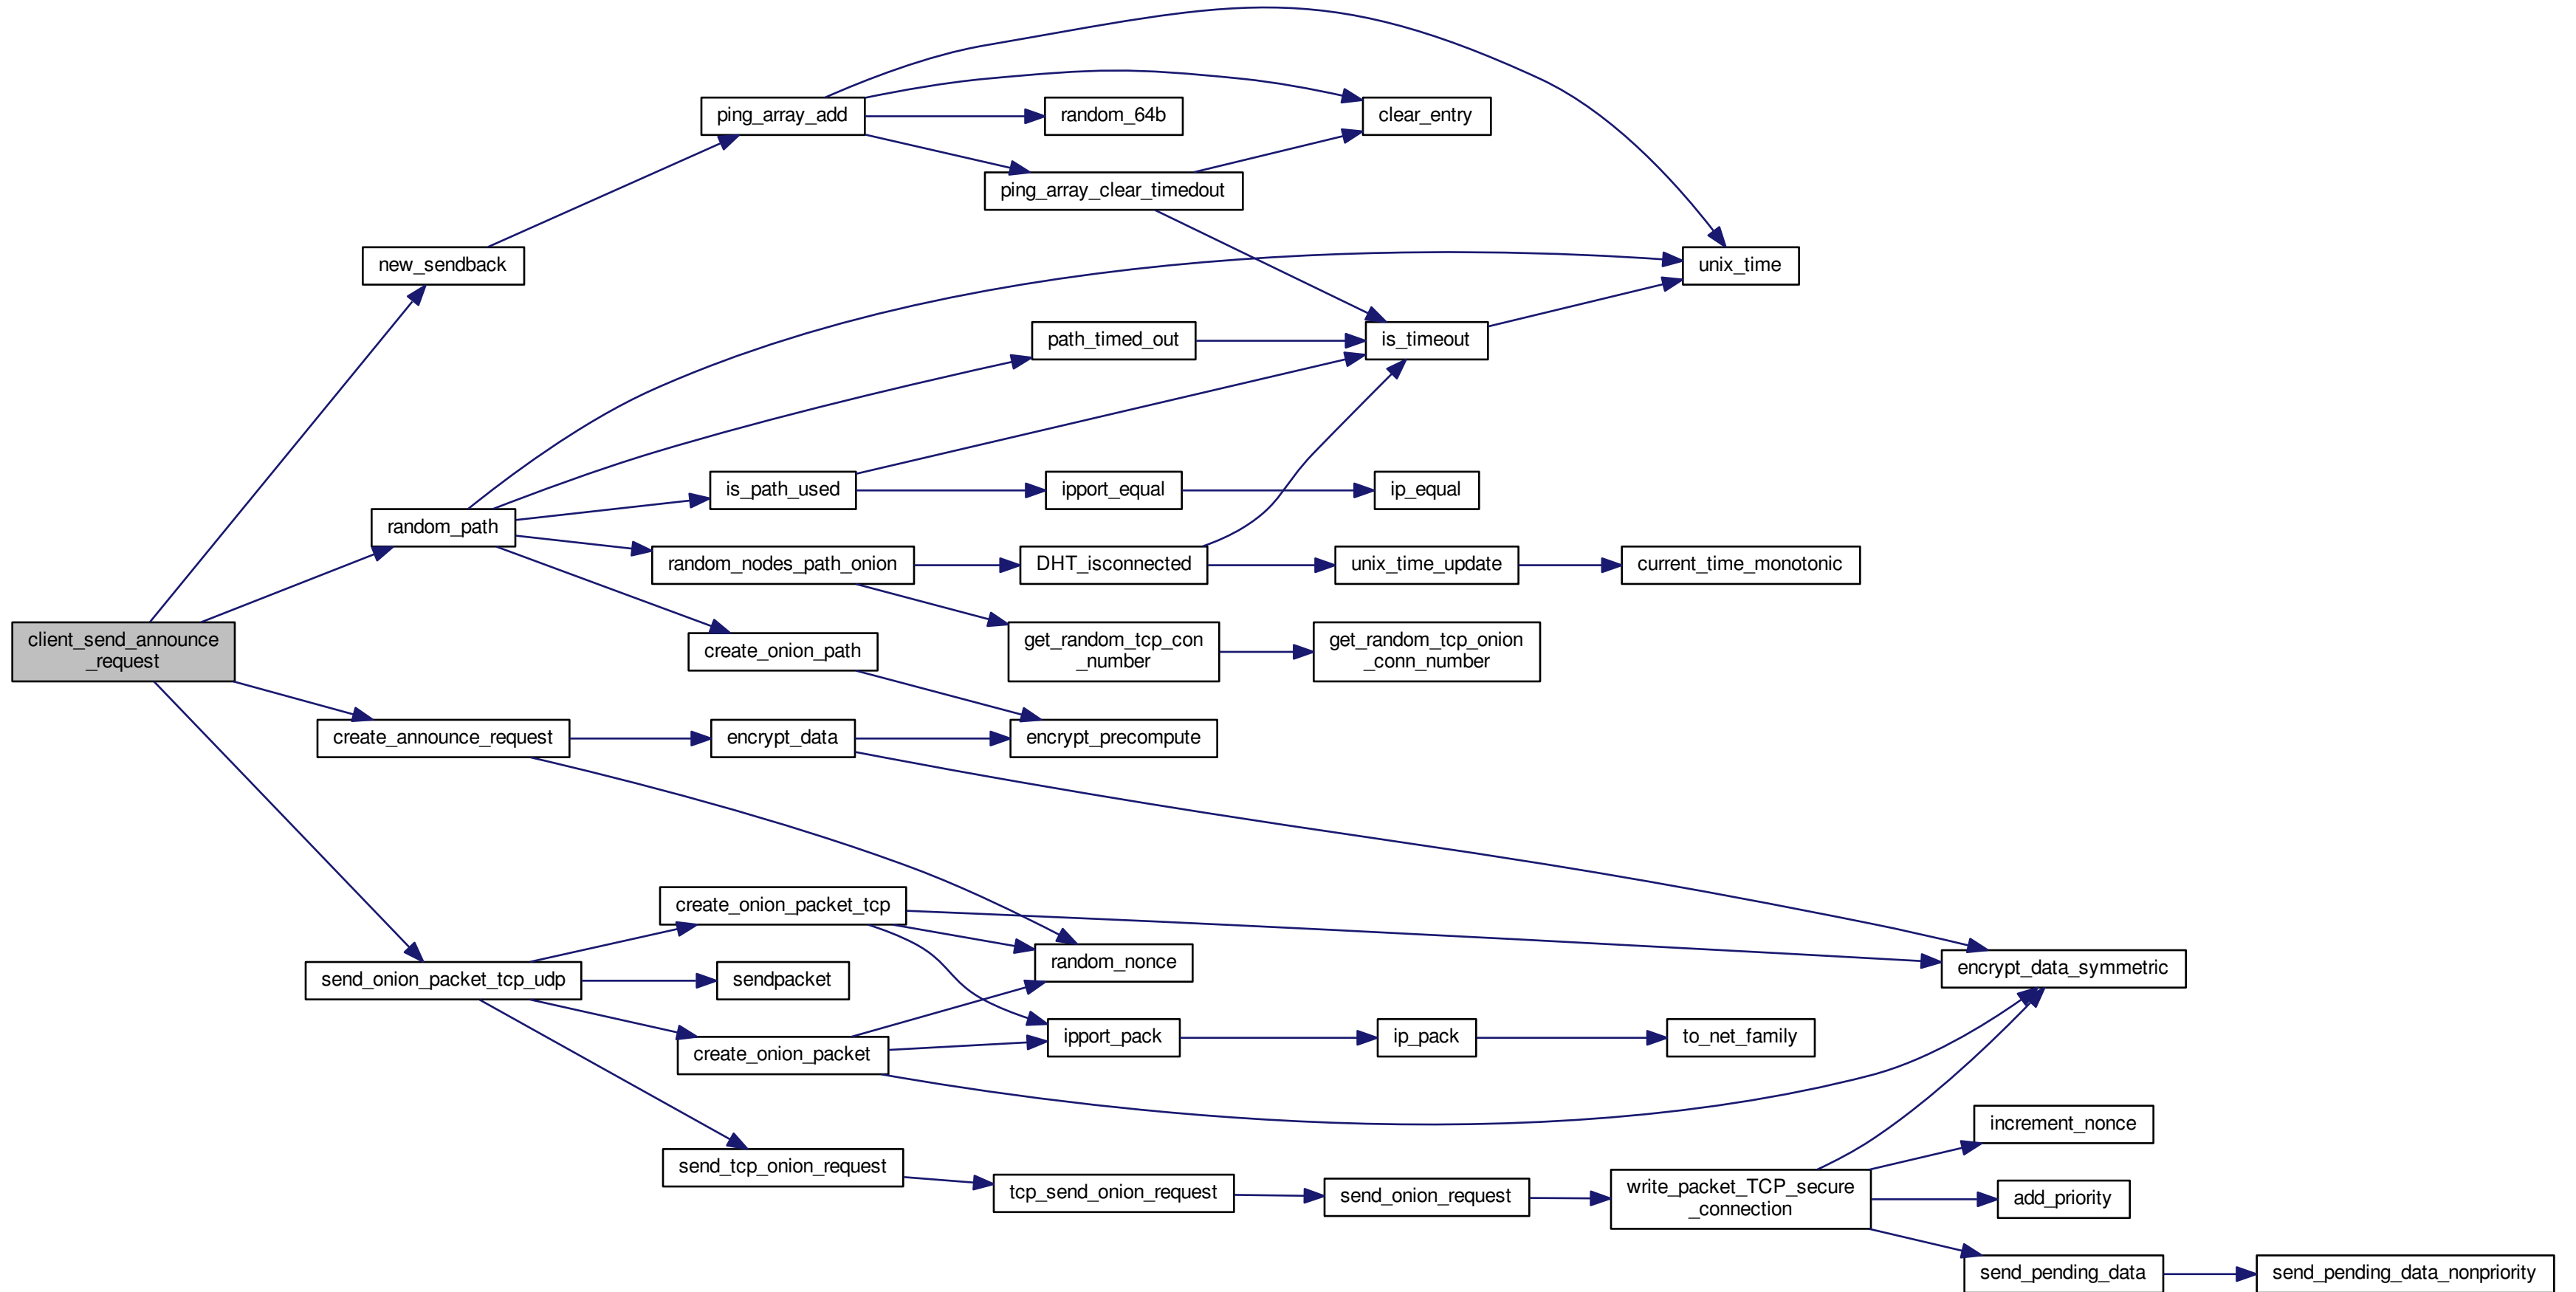 ping_array_add
random_64b
clear_entry
ping_array_clear_timedout
new_sendback
unix_time
path_timed_out
is_timeout
is_path_used
ipport_equal
ip_equal
random_path
random_nodes_path_onion
DHT_isconnected
unix_time_update
current_time_monotonic
client_send_announce
_request
create_onion_path
get_random_tcp_con
_number
get_random_tcp_onion
_conn_number
create_announce_request
encrypt_data
encrypt_precompute
create_onion_packet_tcp
random_nonce
encrypt_data_symmetric
send_onion_packet_tcp_udp
sendpacket
create_onion_packet
ipport_pack
ip_pack
to_net_family
increment_nonce
send_tcp_onion_request
tcp_send_onion_request
send_onion_request
write_packet_TCP_secure
_connection
add_priority
send_pending_data
send_pending_data_nonpriority